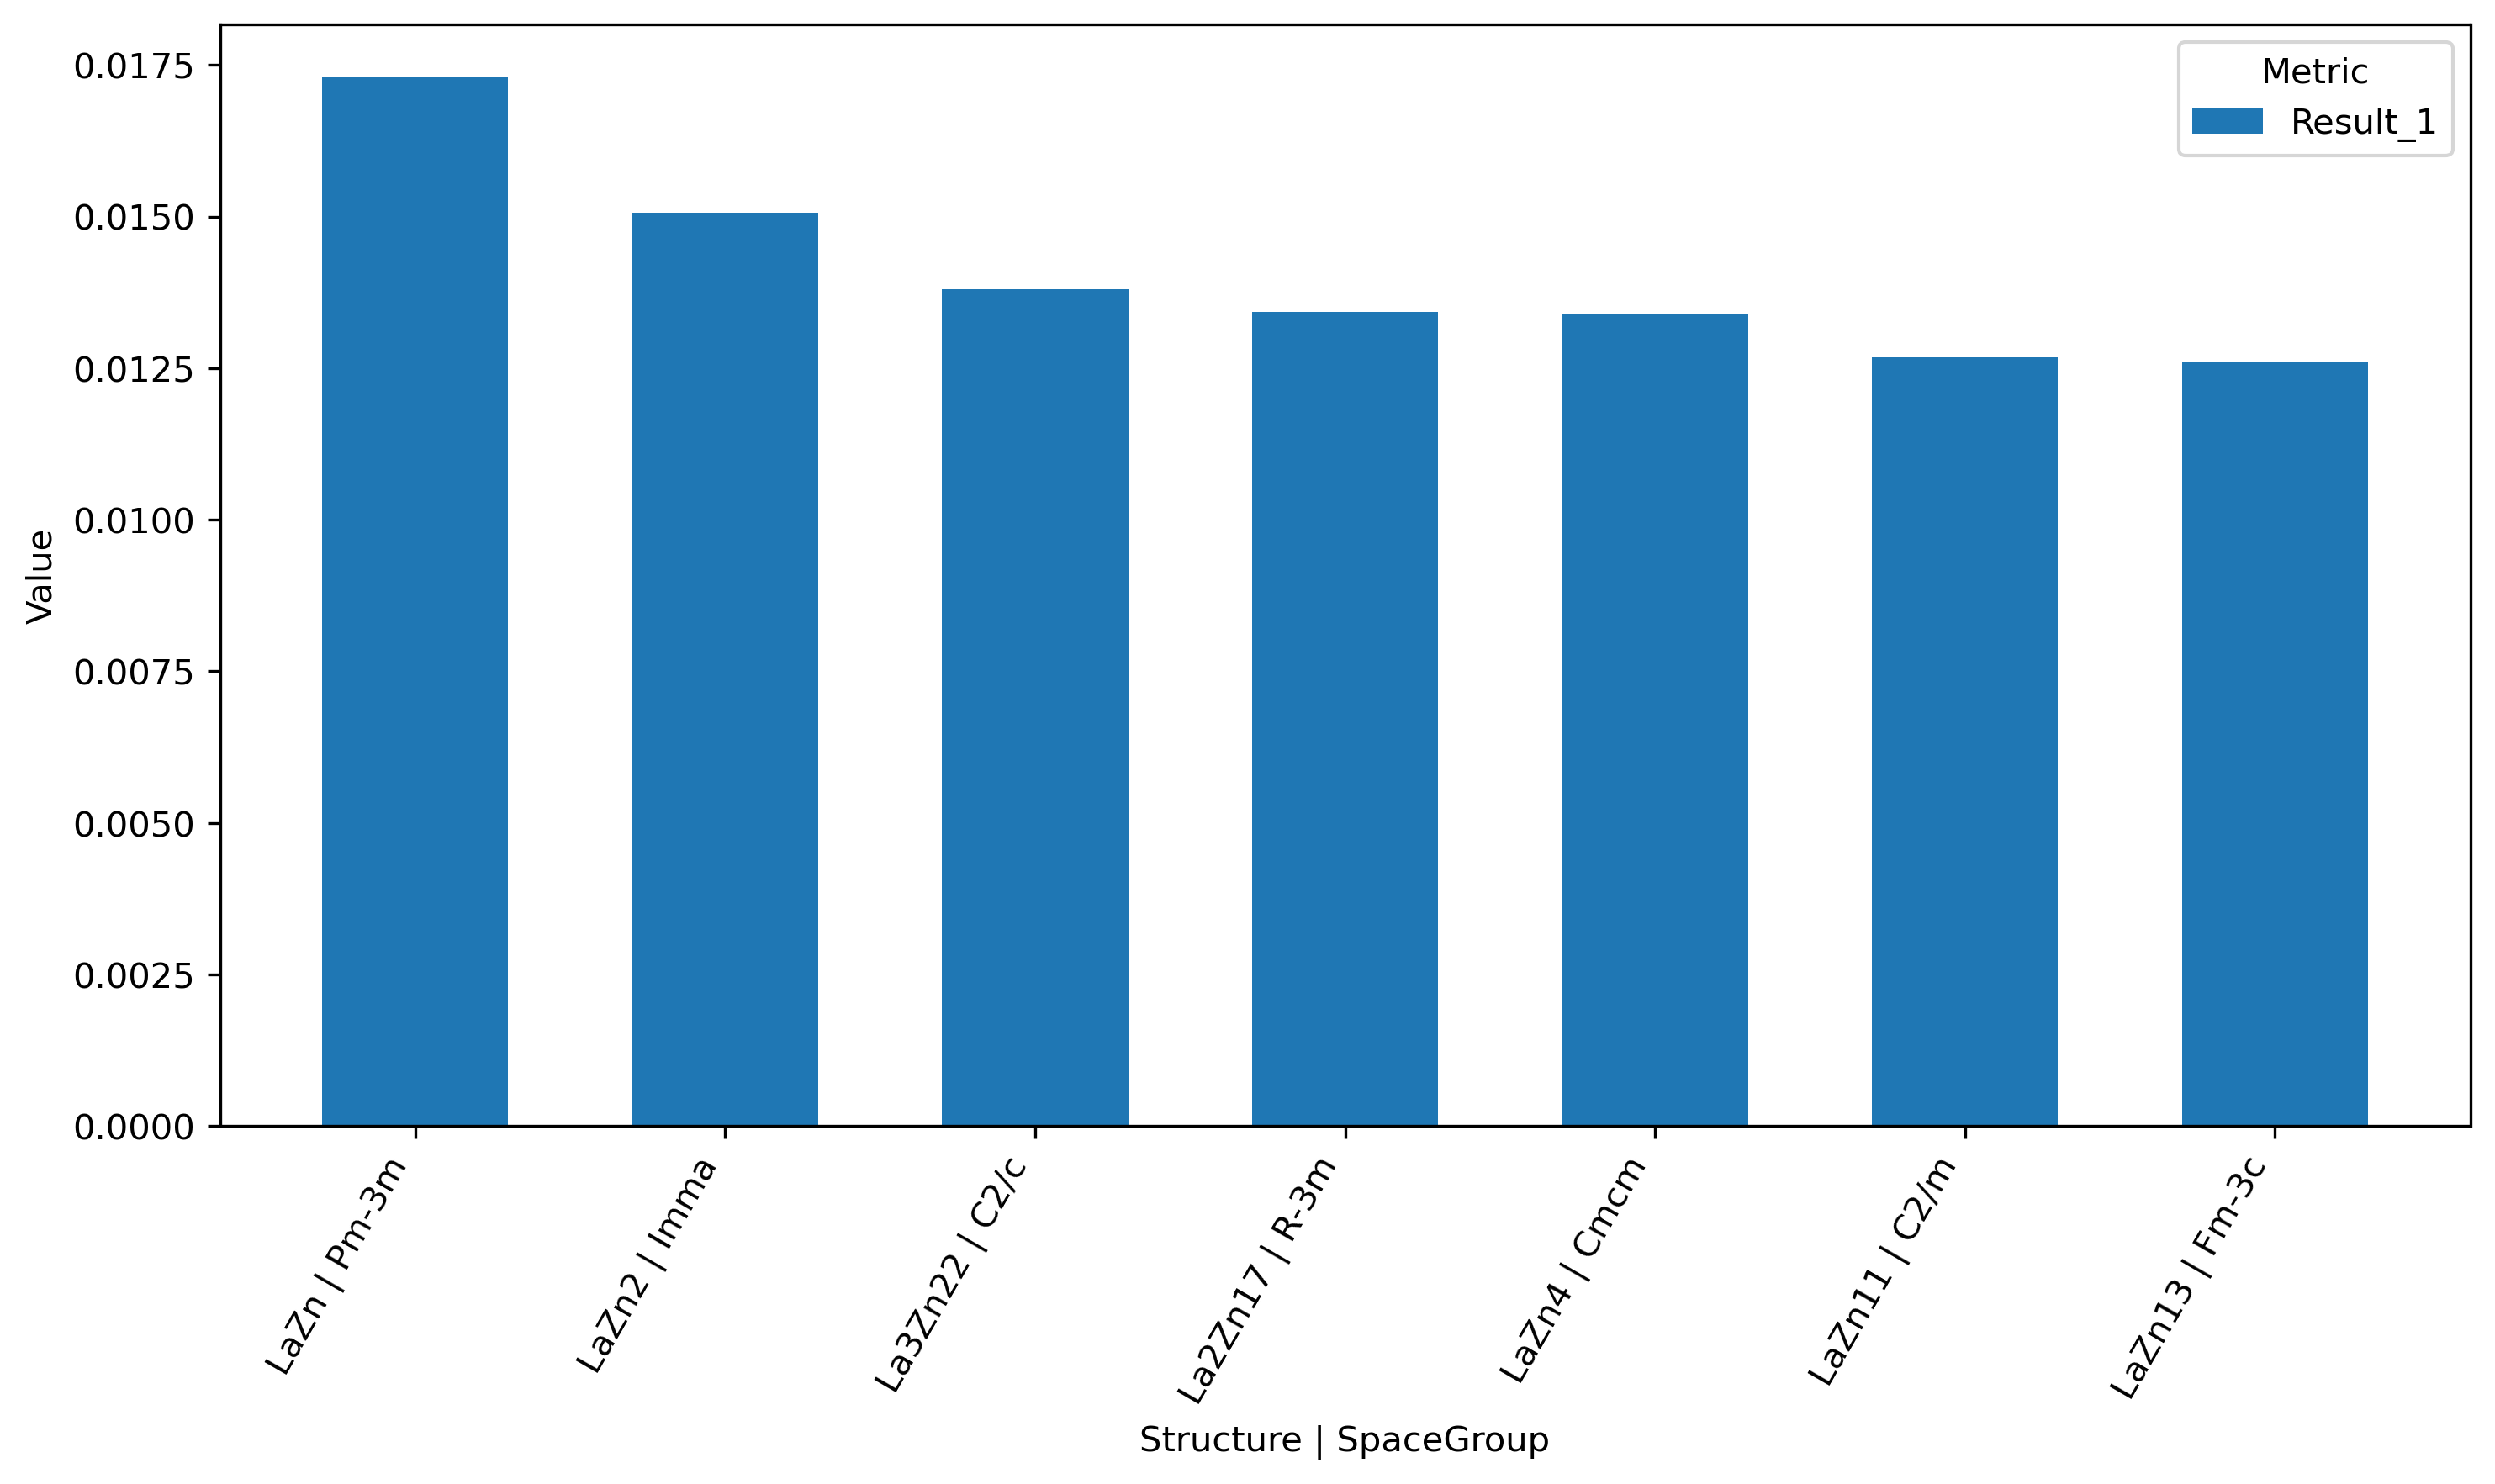 0.0175
0.0150
0.0125
0.0100
0.0075
0.0050
0.0025
0.0000
Value
Metric
Result_1
LaZn | Pm-3m
LaZn2 | Imma
La3Zn22 | C2/c
La2Zn17 | R-3m
LaZn4 | Cmcm
LaZn11 | C2/m
LaZn13 | Fm-3c
Structure | SpaceGroup